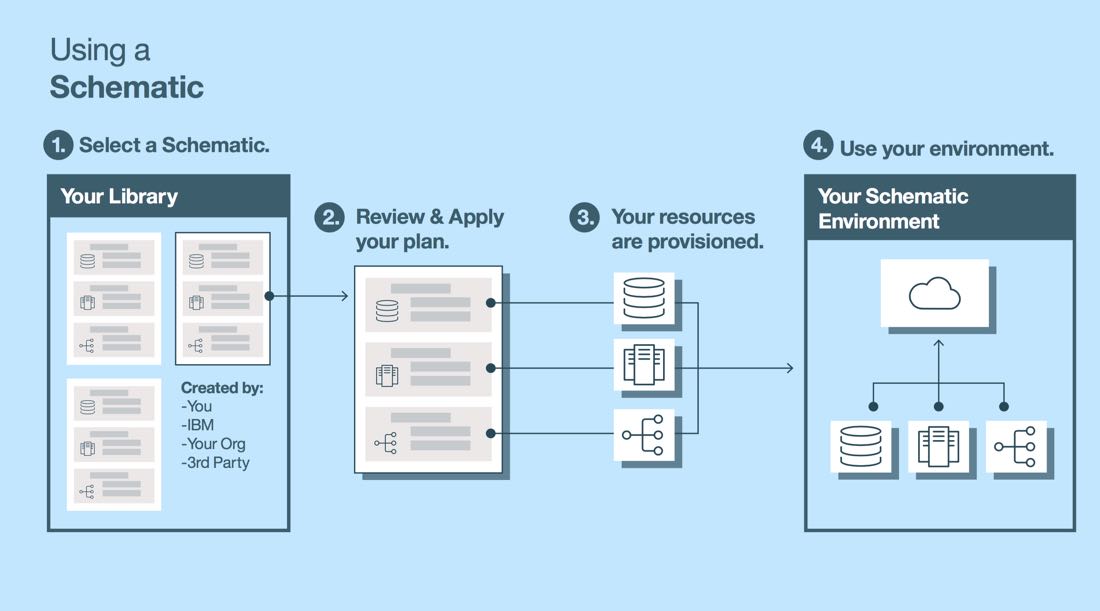 Using a
Schematic
1. Select a Schematic.
Your Library
Created by:
-You
-IBM
-Your Org
-3rd Party
2. Review & Apply
your plan.
3. Your resources
are provisioned.
4. Use your environment.
Your Schematic
Environment